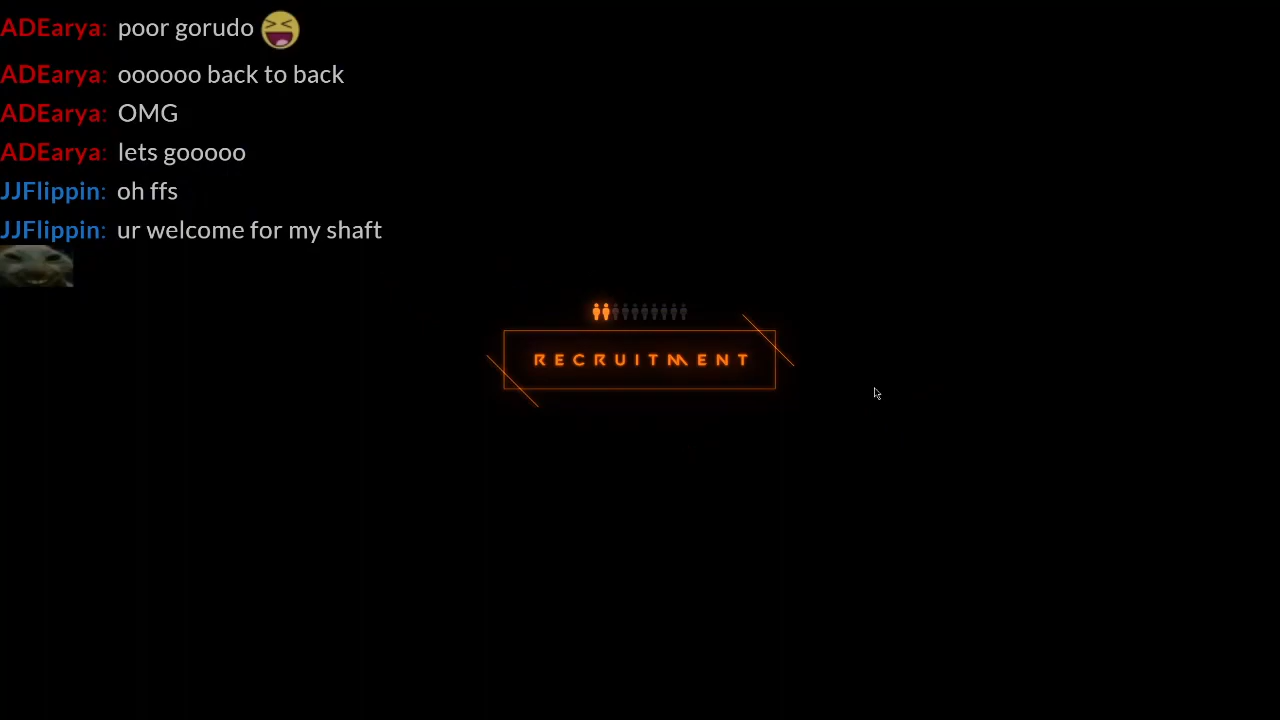 ADEarya: poor gorudo
ADEarya: oooooo back to back
ADEarya: OMG
ADEarya: lets gooooo
JJFlippin: oh ffs
JJFlippin: ur welcome for my shaft
RECRUITMENT